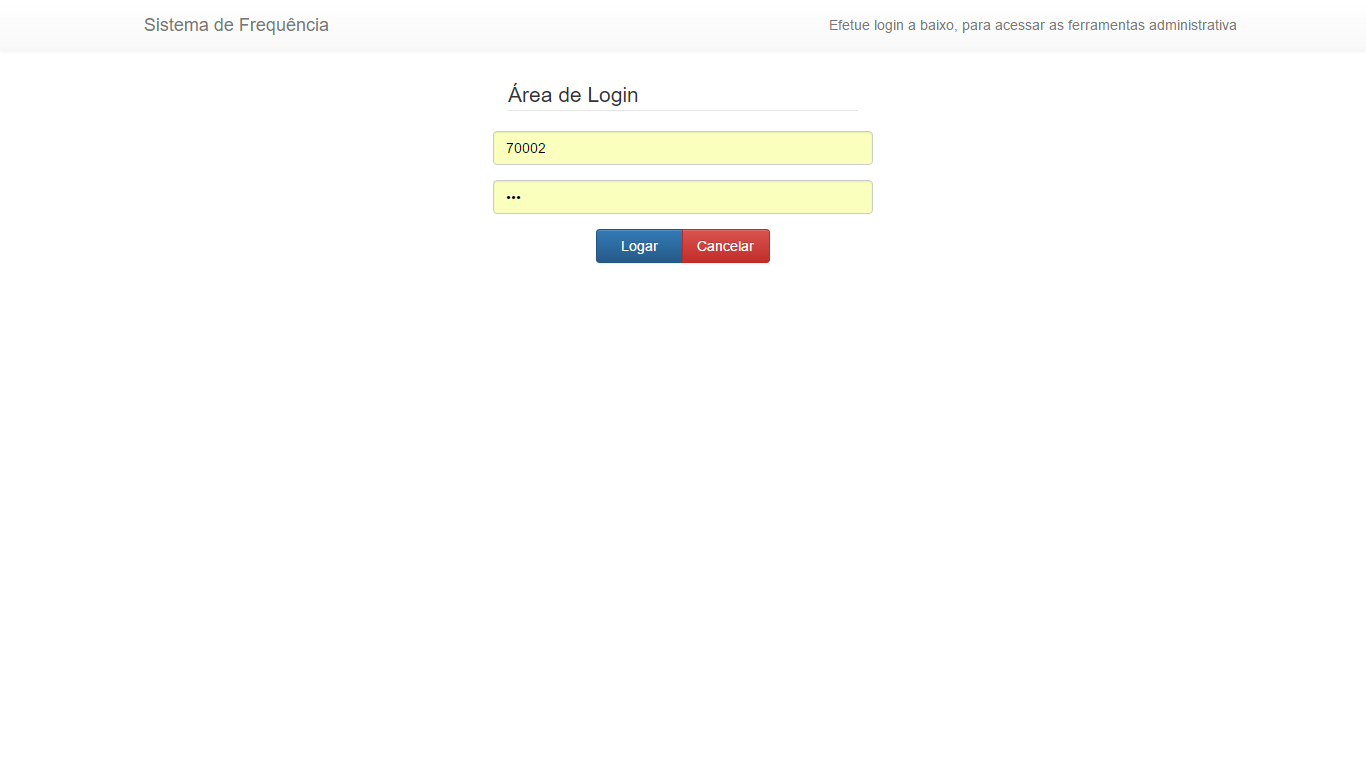 Sistema de Frequência
Efetue login a baixo, para acessar as ferramentas administrativa
Área de Login
70002
•••
Logar Cancelar